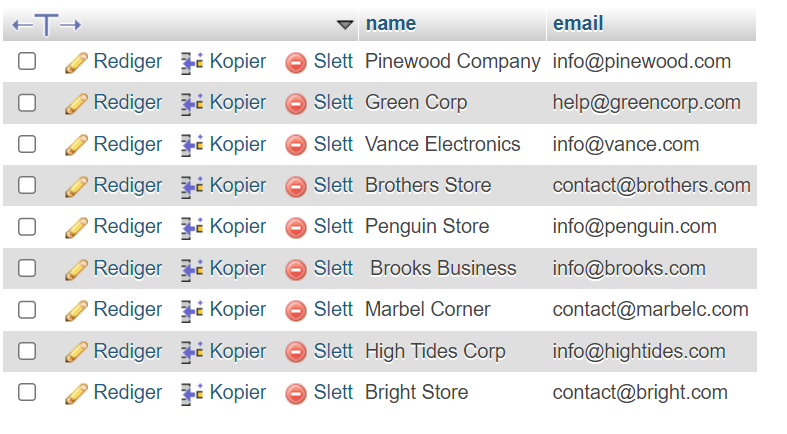 name email
Rediger Kopier Slett Pinewood Company info@pinewood.com
Rediger Kopier Slett Green Corp help@greencorp.com
Rediger Kopier Slett Vance Electronics info@vance.com
Rediger Kopier Slett Brothers Store contact@brothers.com
Rediger Kopier Slett Penguin Store info@penguin.com
Rediger Kopier Slett Brooks Business info@brooks.com
Rediger Kopier Slett Marbel Corner contact@marbelc.com
Rediger Kopier Slett High Tides Corp info@hightides.com
Rediger Kopier Slett Bright Store contact@bright.com